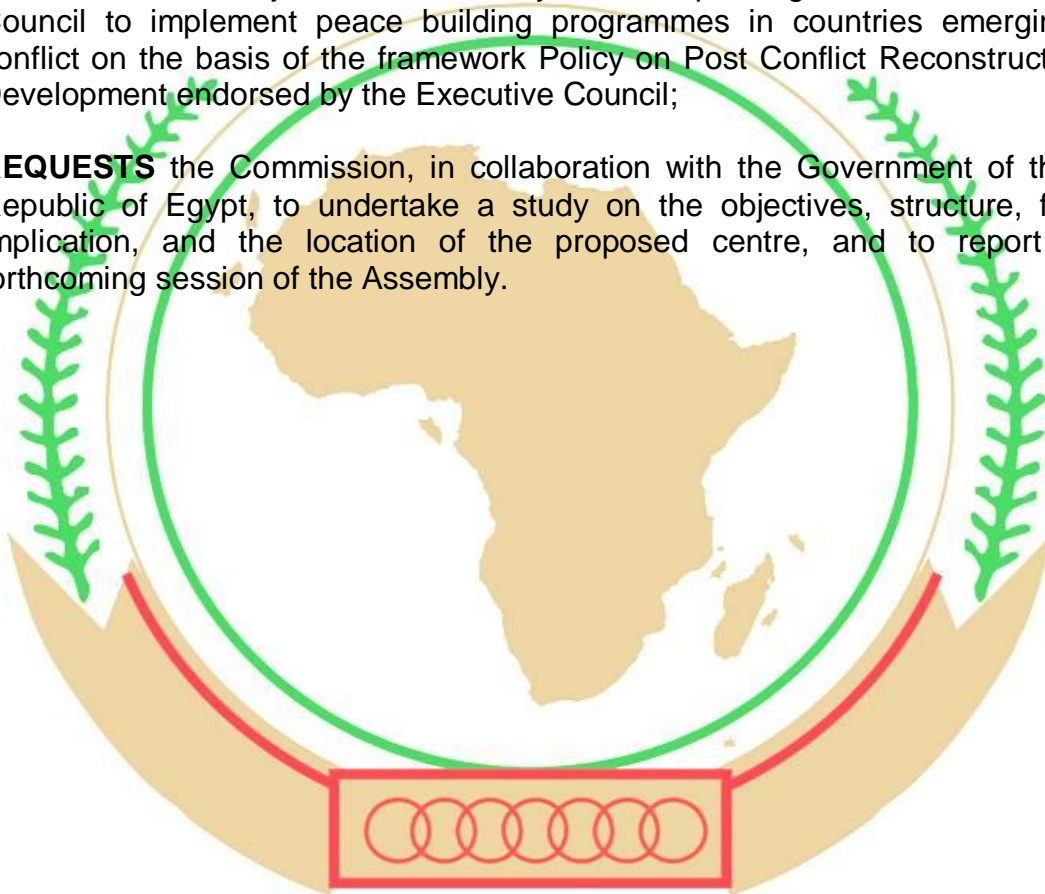 ouncil to implement peace building programmes in countries emergin
onflict on the basis of the framework Policy on Post Conflict Reconstruct
evelopment endorsed by the Executive Council;
EQUESTS the Commission, in collaboration with the Government of th
epublic of Egypt, to undertake a study on the objectives, structure, f
mplication, and the location of the proposed centre, and to report
orthcoming session of the Assembly.